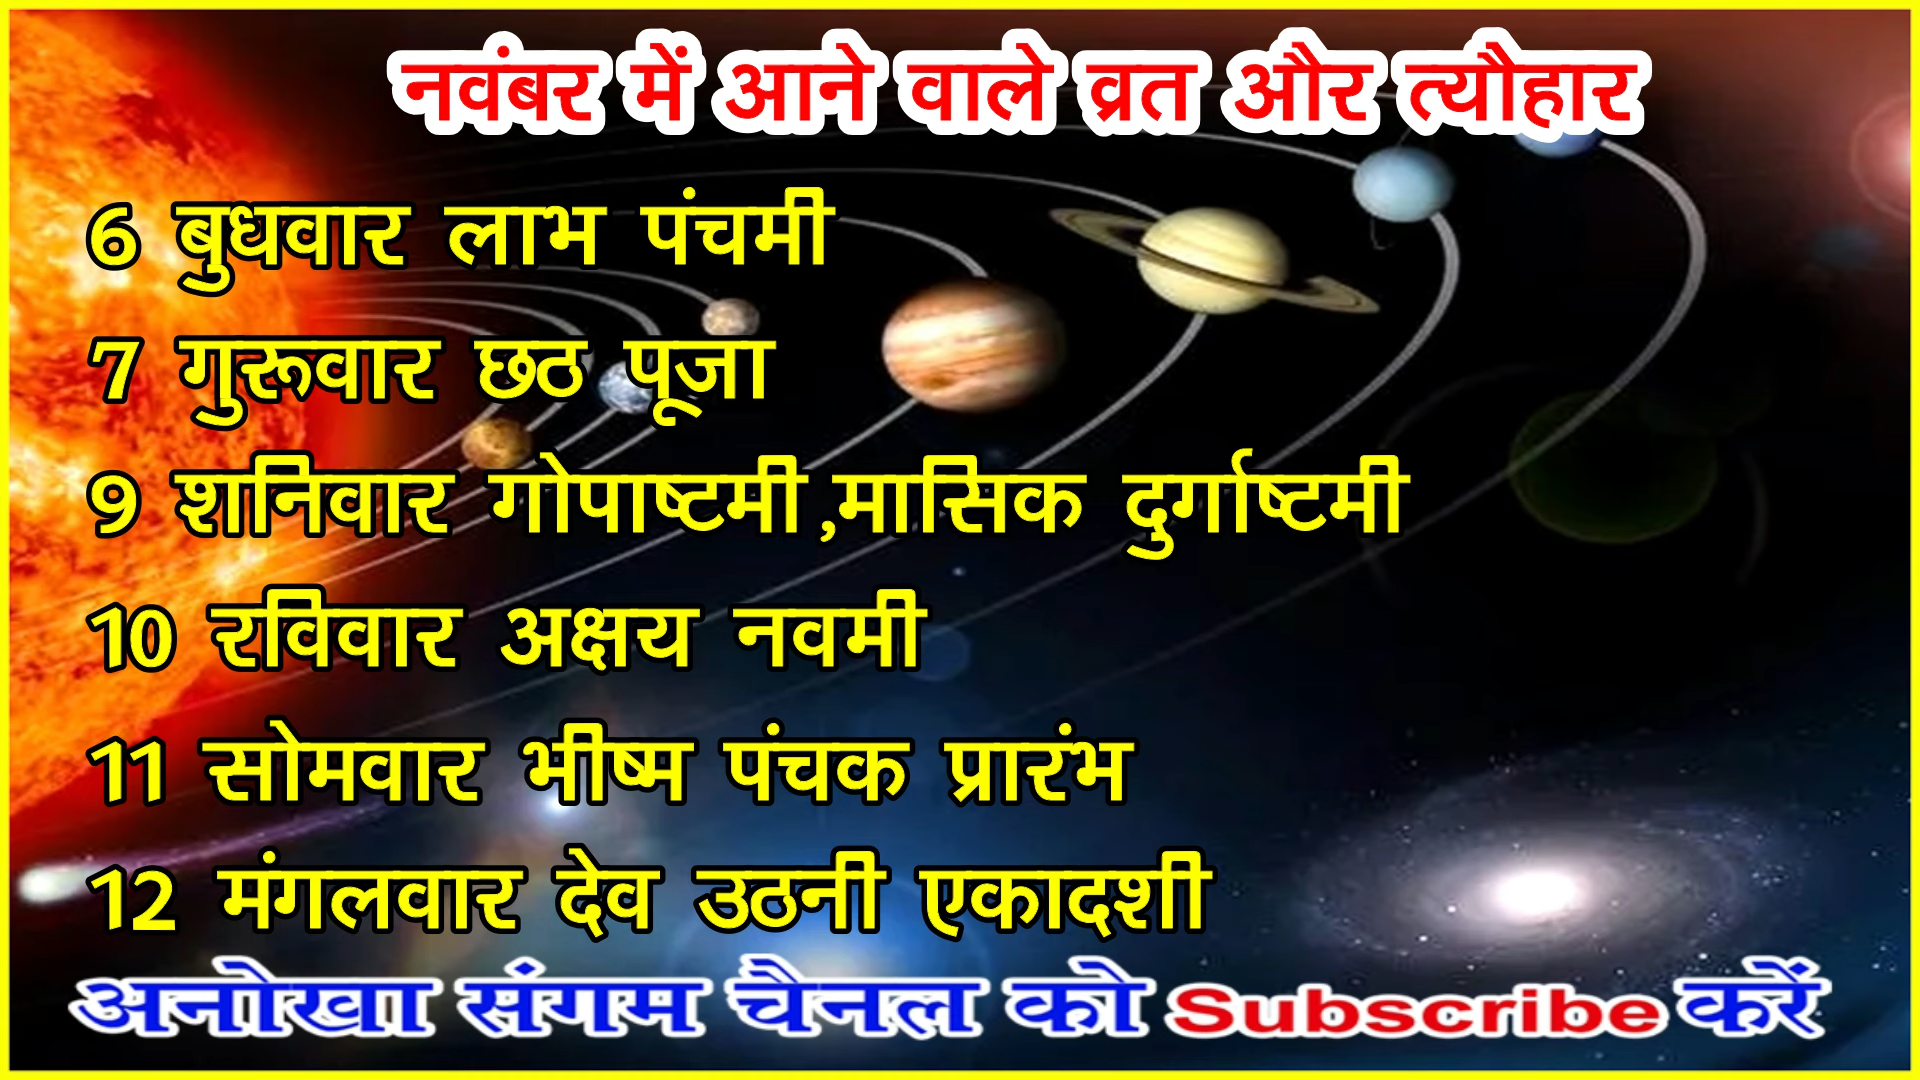 नवंबर में आने वाले व्रत और त्यौहार
6 बुधवार लाभ पंचमी
7 गुरूवार छठ पूजा
9 शनिवार गोपाष्टमी ,मासिक दुर्गाष्टमी
10 रविवार अक्षय नवमी
11 सोमवार भीष्म पंचक प्रारंभ
12 मंगलवार देव उठनी एकादशी
अनोखा संगम चैनल को Subscribe करें